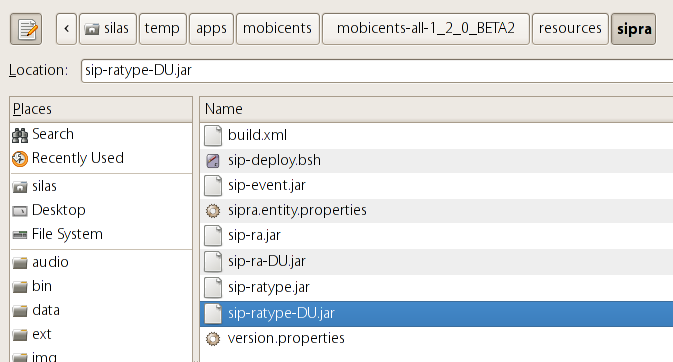 silas temp apps mobicents mobicents-all-1_2_0_BETA2 resources sipra
Location: sip-ratype-DU.jar
Places
Search
Recently Used
silas
Desktop
File System
audio
bin
data
ext
img
Name
build.xml
sip-deploy.bsh
sip-event.jar
sipra.entity.properties
sip-ra.jar
sip-ra-DU.jar
sip-ratype.jar
sip-ratype-DU.jar
version.properties